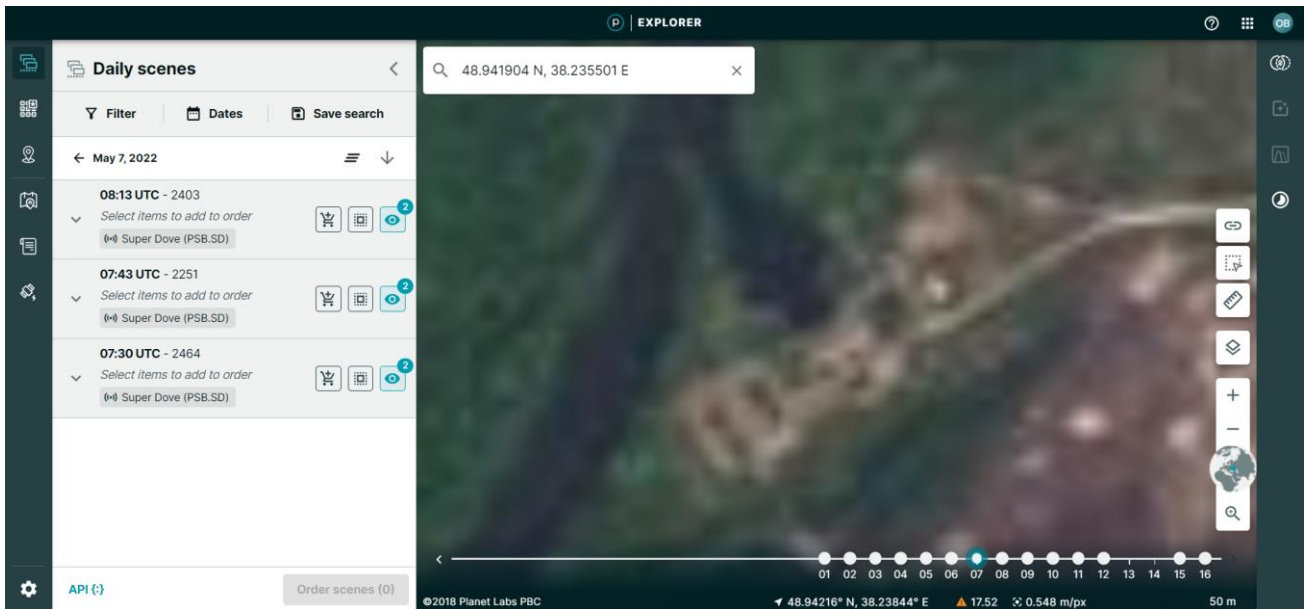 EXPLORER
OB
Daily scenes
48.941904 N, 38.235501 E
Filter
Dates
Save search
May 7, 2022
08:13 UTC - 2403
Select items to add to order
2
Super Dove (PSB.SD)
07:43 UTC - 2251
Select items to add to order
2
Super Dove (PSB.SD)
07:30 UTC - 2464
Select items to add to order
2
Super Dove (PSB.SD)
01 02 03 04 05 06 07 08 09 10 11 12 13 14 15 16
API {:}
Order scenes (0)
©2018 Planet Labs PBC
48.94216° N, 38.23844° E
17.52
0.548 m/px
50 m